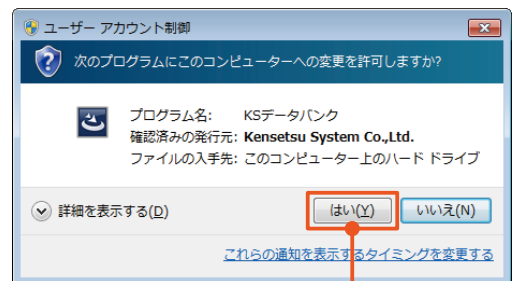 ユーザー アカウント制御
次のプログラムにこのコンピューターへの変更を許可しますか?
プログラム名: KSデータバンク
確認済みの発行元: Kensetsu System Co.,Ltd.
ファイルの入手先: このコンピューター上のハード ドライブ
詳細を表示する(D) はい(Y) いいえ(N)
これらの通知を表示するタイミングを変更する